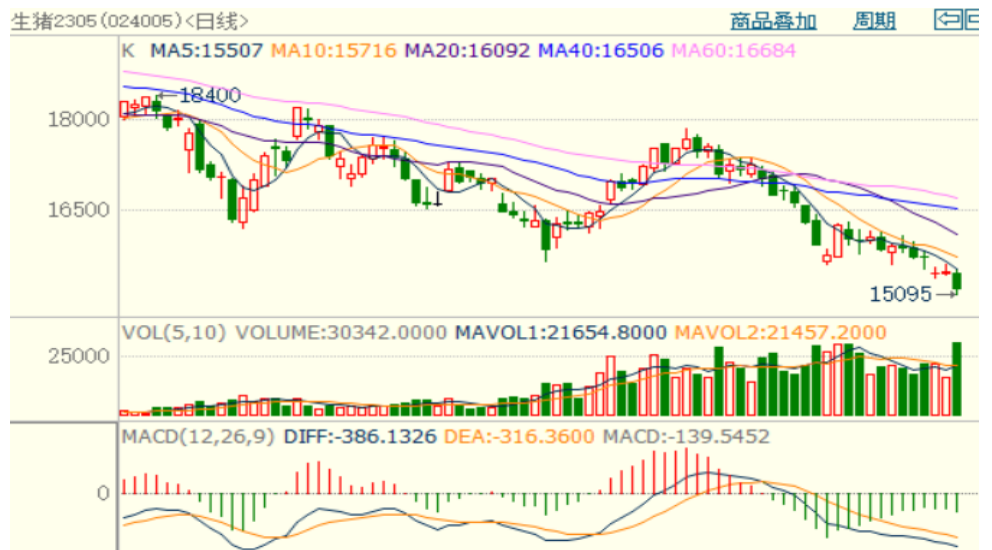 生猪2305(024005)<日线> 商品叠加 周期
K MA5:15507 MA10:15716 MA20:16092 MA40:16506 MA60:16684
18400
18000
16500
15095
VOL(5,10) VOLUME:30342.0000 MAVOL1:21654.8000 MAVOL2:21457.2000
25000
MACD(12,26,9) DIFF:-386.1326 DEA:-316.3600 MACD:-139.5452
0